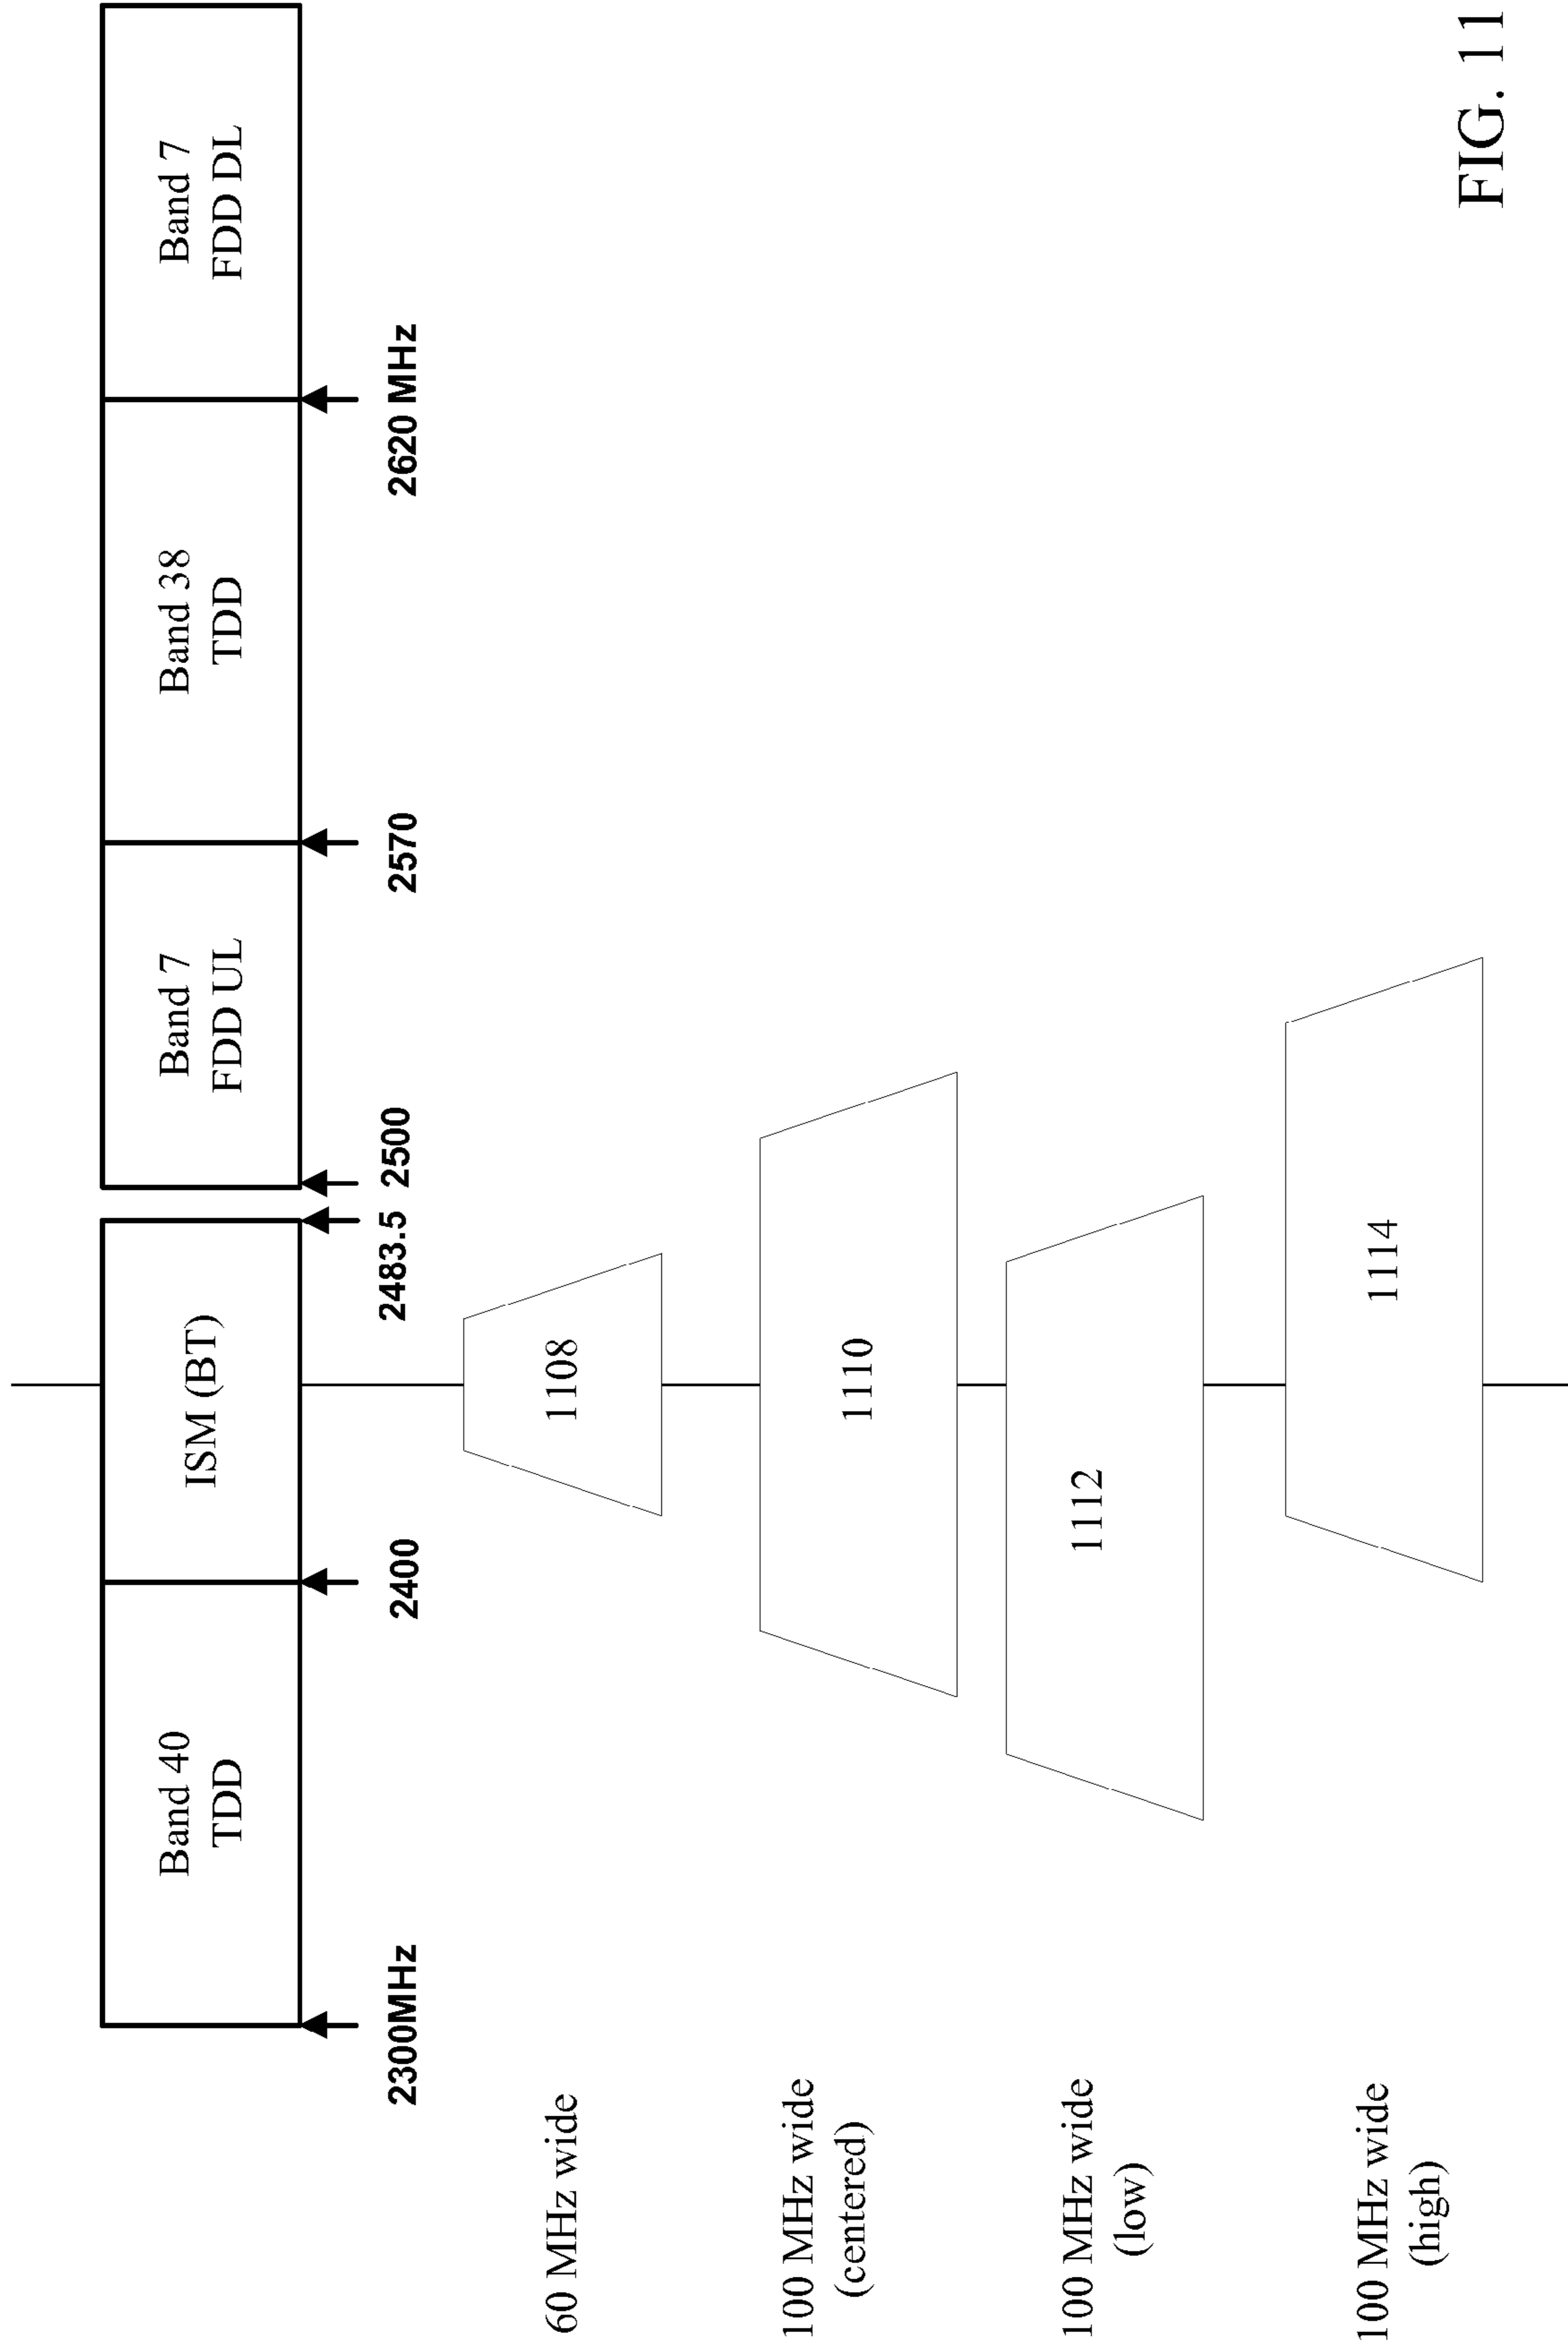 Band 40
TDD
ISM (BT)
Band 7
FDD UL
Band 38
TDD
Band 7
FDD DL
2300MHz
2400
2483.5
2500
2570
2620 MHz
60 MHz wide
1108
100 MHz wide
(centered)
1110
100 MHz wide
(low)
1112
100 MHz wide
(high)
1114
FIG. 11